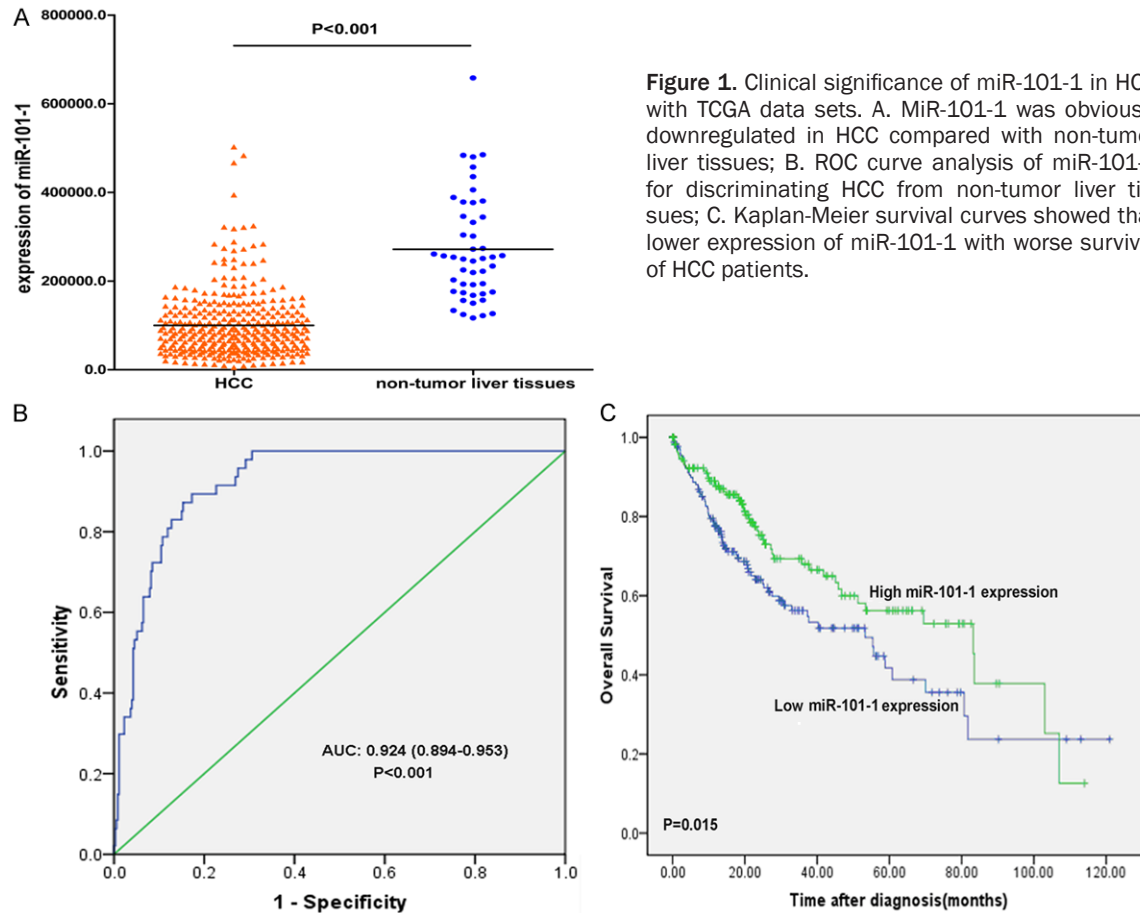 A
800000.0
600000.0
400000.0
200000.0
0.0
expression of miR-101-1
P<0.001
HCC
non-tumor liver tissues
Figure 1. Clinical significance of miR-101-1 in HCC
with TCGA data sets. A. MiR-101-1 was obvious
downregulated in HCC compared with non-tumo
liver tissues; B. ROC curve analysis of miR-101-
for discriminating HCC from non-tumor liver tis
sues; C. Kaplan-Meier survival curves showed tha
lower expression of miR-101-1 with worse surviv
of HCC patients.
B
1.0
0.8
0.6
0.4
0.2
0.0
Sensitivity
AUC: 0.924 (0.894-0.953)
P<0.001
0.0 0.2 0.4 0.6 0.8 1.0
1 - Specificity
C
1.0
0.8
0.6
0.4
0.2
0.0
Overall Survival
High miR-101-1 expression
Low miR-101-1 expression
P=0.015
.00 20.00 40.00 60.00 80.00 100.00 120.00
Time after diagnosis(months)